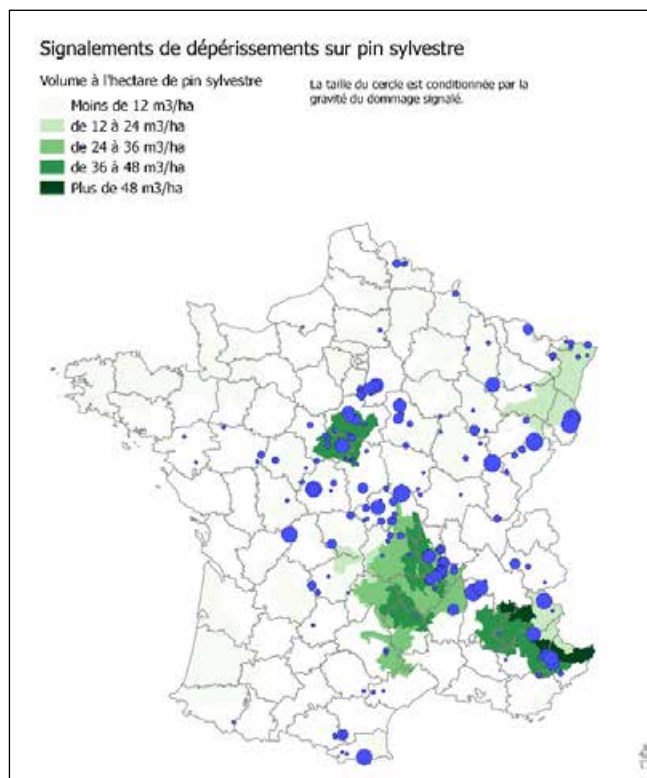 Signalements de dépérissements sur pin sylvestre
Volume à l'hectare de pin sylvestre
La taille du cercle est conditionnée par la
gravité du dommage signalé.
Moins de 12 m3/ha
de 12 à 24 m3/ha
de 24 à 36 m3/ha
de 36 à 48 m3/ha
Plus de 48 m3/ha